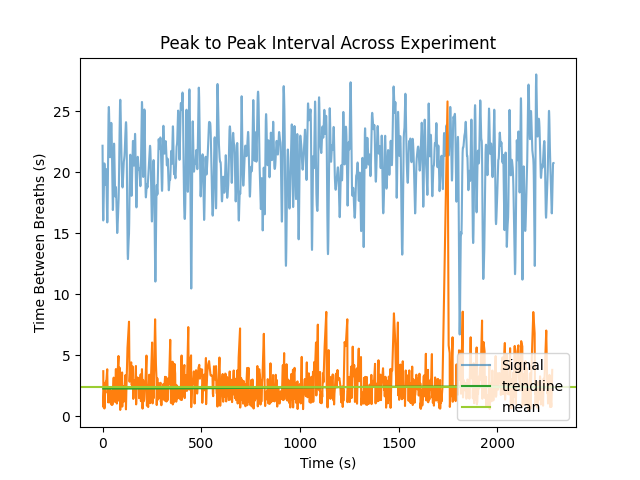 Peak to Peak Interval Across Experiment
Time Between Breaths (s)
25
20
15
10
5
0
Signal
trendline
mean
0 500 1000 1500 2000
Time (s)